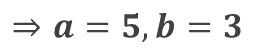 ⇒ a = 5, b = 3